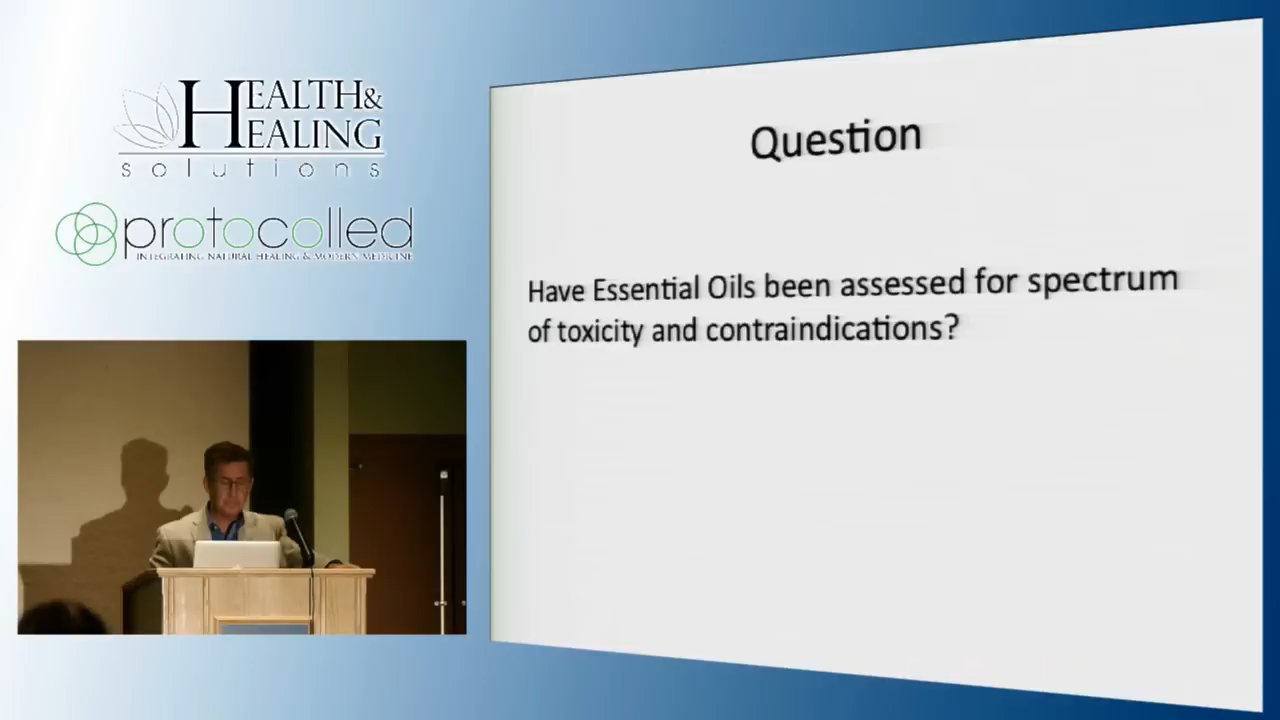 HEALTH&
HEALING
solutions
protocolled
INTEGRATING NATURAL HEALING & MODERN MEDICINE
Question
Have Essential Oils been assessed for spectrum
of toxicity and contraindications?